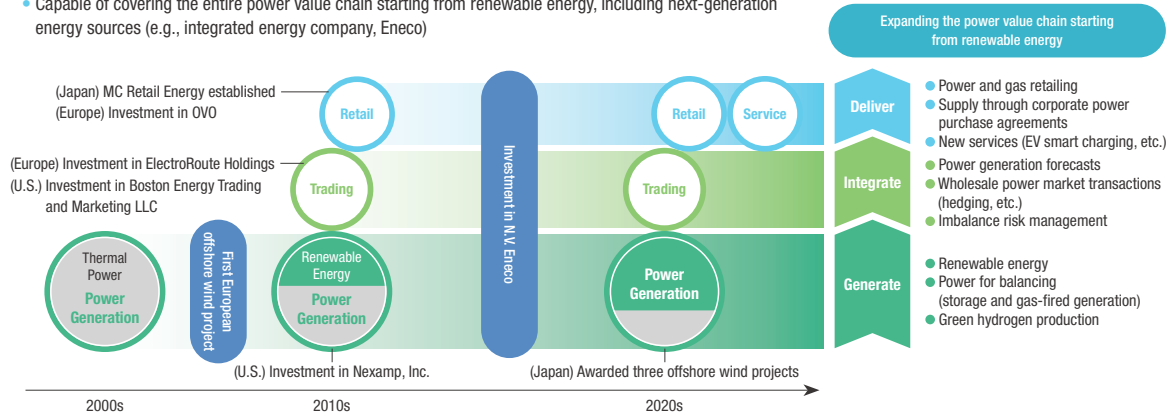 • Capable of covering the entire power value chain starting from renewable energy, including next-generation
energy sources (e.g., integrated energy company, Eneco)
Expanding the power value chain starting
from renewable energy
(Japan) MC Retail Energy established
(Europe) Investment in OVO
Retail
Retail
Service
Deliver
• Power and gas retailing
• Supply through corporate power
purchase agreements
• New services (EV smart charging, etc.)
(Europe) Investment in ElectroRoute Holdings
(U.S.) Investment in Boston Energy Trading
and Marketing LLC
Trading
Investment in N.V. Eneco
Trading
Integrate
• Power generation forecasts
• Wholesale power market transactions
(hedging, etc.)
• Imbalance risk management
Thermal
Power
Power
Generation
First European
offshore wind project
Renewable
Energy
Power
Generation
Power
Generation
Generate
• Renewable energy
• Power for balancing
(storage and gas-fired generation)
• Green hydrogen production
(U.S.) Investment in Nexamp, Inc.
(Japan) Awarded three offshore wind projects
2000s
2010s
2020s